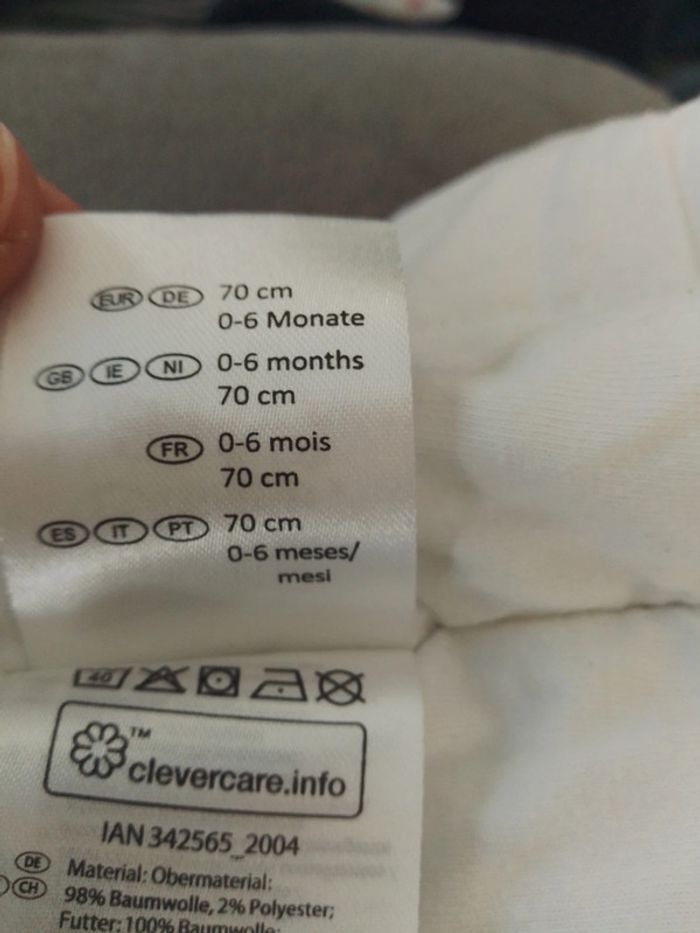 EUR DE 70 cm
0-6 Monate
GB IE NI 0-6 months
70 cm
FR 0-6 mois
70 cm
ES IT PT 70 cm
0-6 meses/
mesi
40
TM
clevercare.info
IAN 342565_2004
DE Material: Obermaterial:
CH 98% Baumwolle, 2% Polyester;
Futter: 100% Baumwolle;